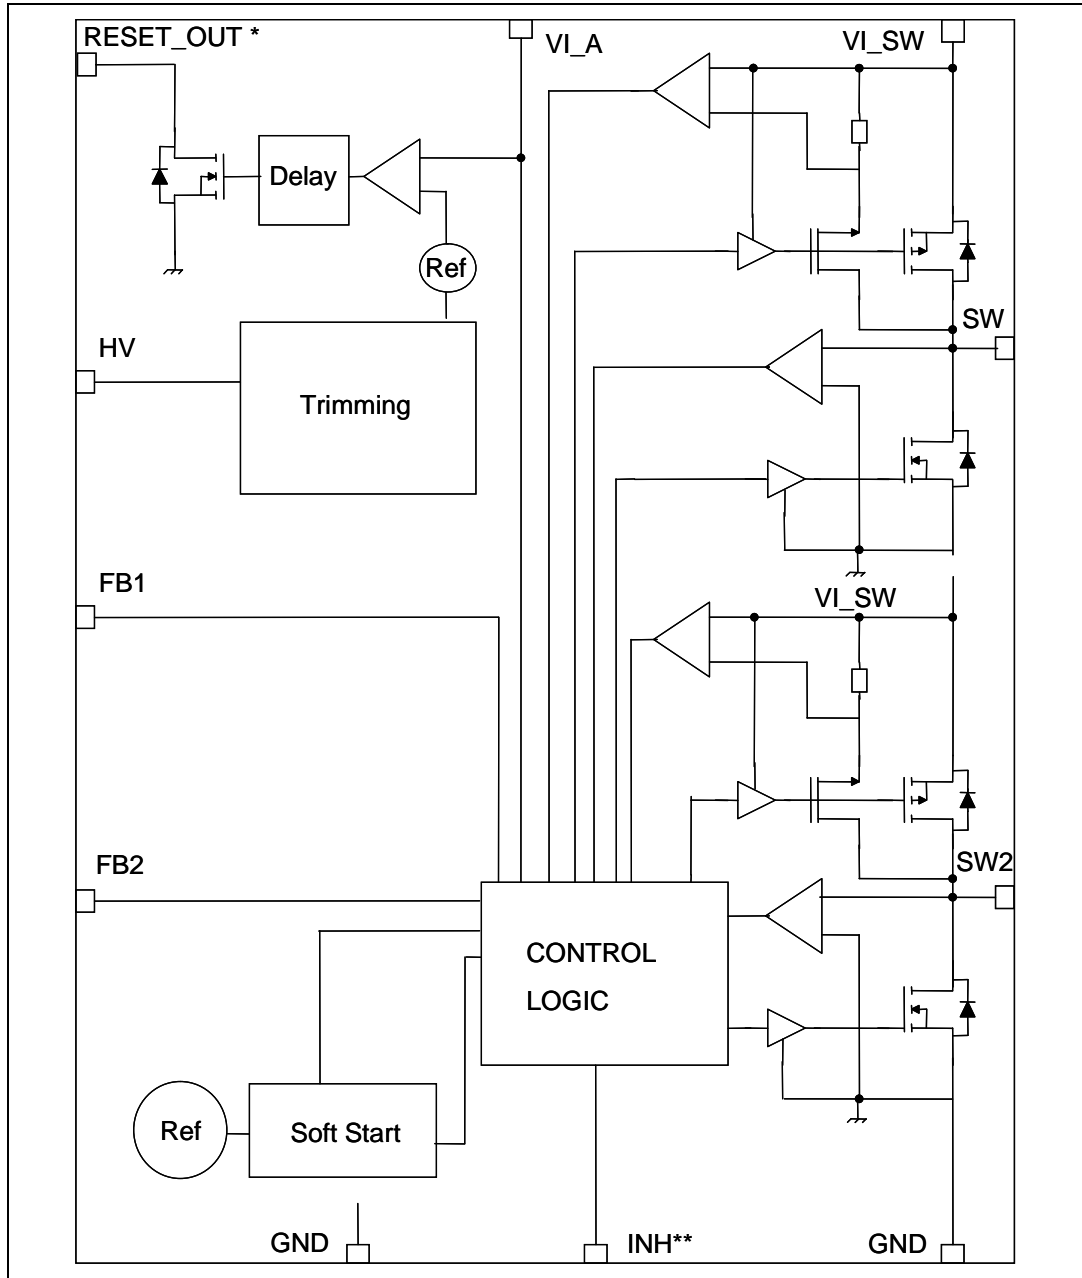 RESET_OUT *
VI_A
VI_SW
Delay
Ref
SW
HV
Trimming
FB1
VI_SW
FB2
SW2
CONTROL
LOGIC
Ref
Soft Start
GND
INH**
GND